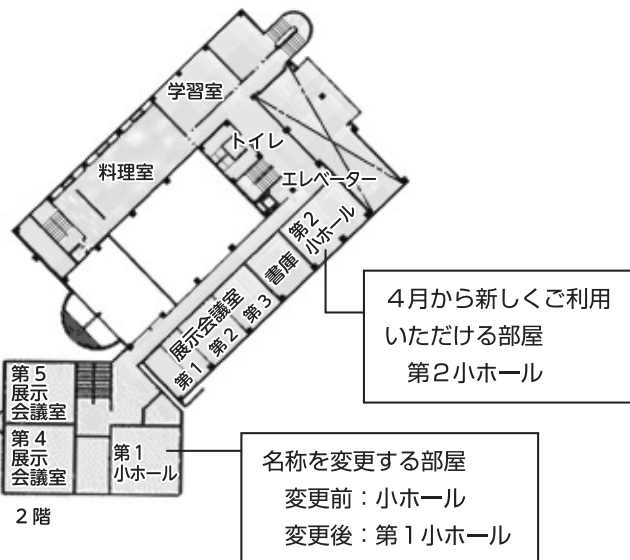 学習室
トイレ
料理室
エレベーター
第2
小ホール
書庫
展示会議室
第1
第2
第3
4月から新しくご利用
いただける部屋
第2小ホール
第5
展示
会議室
第4
展示
会議室
第1
小ホール
名称を変更する部屋
変更前：小ホール
変更後：第1小ホール
2階